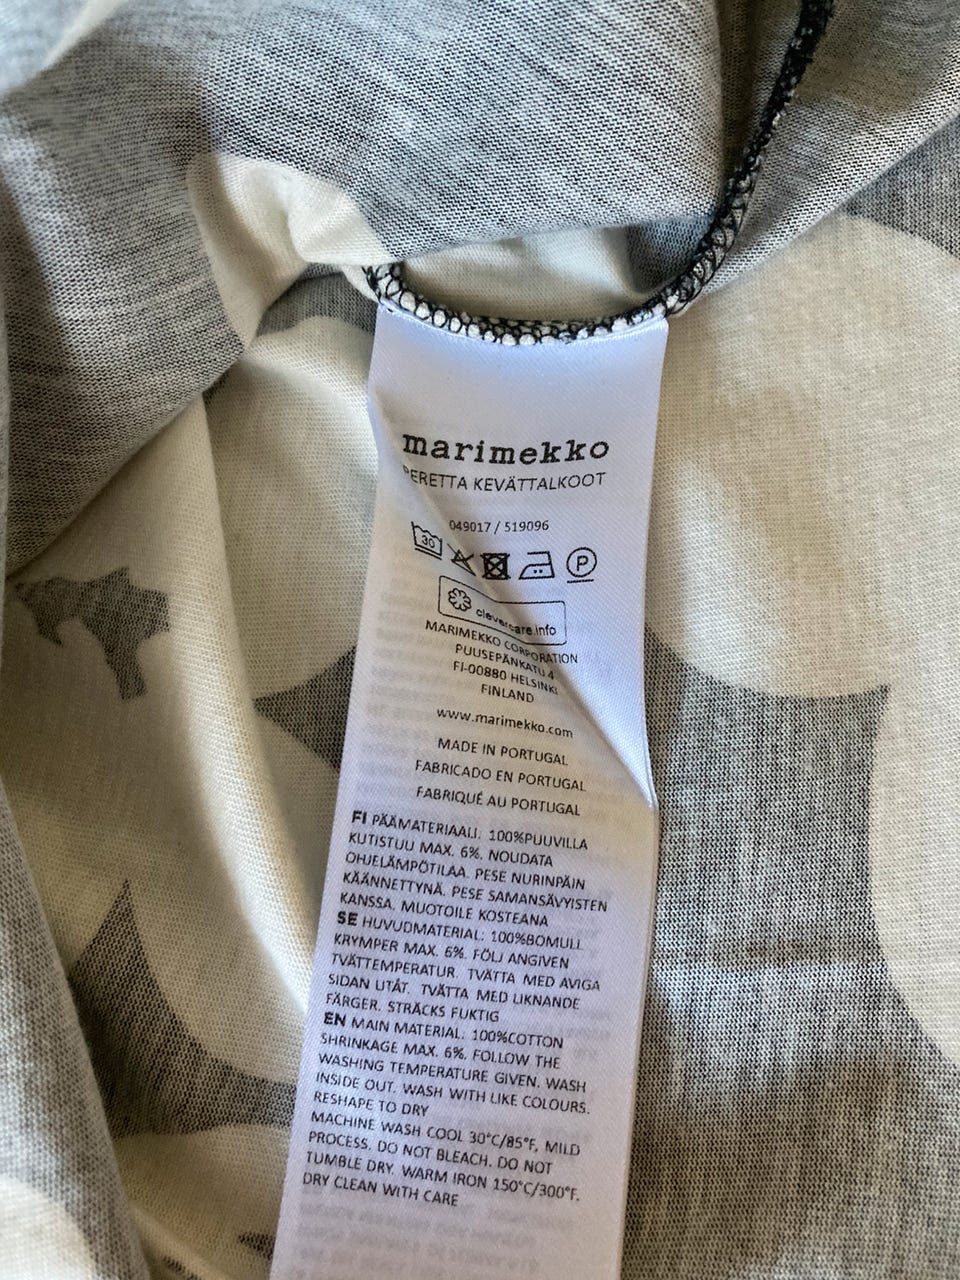 marimekko
PERETTA KEVÄTTALKOOT
049017 / 519096
30 P
clevercare.info
MARIMEKKO CORPORATION
PUUSEPÄNKATU 4
FI-00880 HELSINKI
FINLAND
www.marimekko.com
MADE IN PORTUGAL
FABRICADO EN PORTUGAL
FABRIQUÉ AU PORTUGAL
FI PÄÄMATERIAALI: 100%PUUVILLA
KUTISTUU MAX. 6%. NOUDATA
OHJELÄMPÖTILAA. PESE NURINPÄIN
KÄÄNNETTYNÄ. PESE SAMANSÄVYISTEN
KANSSA. MUOTOILE KOSTEANA
SE HUVUDMATERIAL: 100%BOMULL
KRYMPER MAX. 6%. FÖLJ ANGIVEN
TVÄTTEMPERATUR. TVÄTTA MED AVIGA
SIDAN UTÅT. TVÄTTA MED LIKNANDE
FÄRGER. STRÄCKS FUKTIG
EN MAIN MATERIAL: 100%COTTON
SHRINKAGE MAX. 6%. FOLLOW THE
WASHING TEMPERATURE GIVEN. WASH
INSIDE OUT. WASH WITH LIKE COLOURS.
RESHAPE TO DRY
MACHINE WASH COOL 30°C/85°F, MILD
PROCESS. DO NOT BLEACH. DO NOT
TUMBLE DRY. WARM IRON 150°C/300°F.
DRY CLEAN WITH CARE